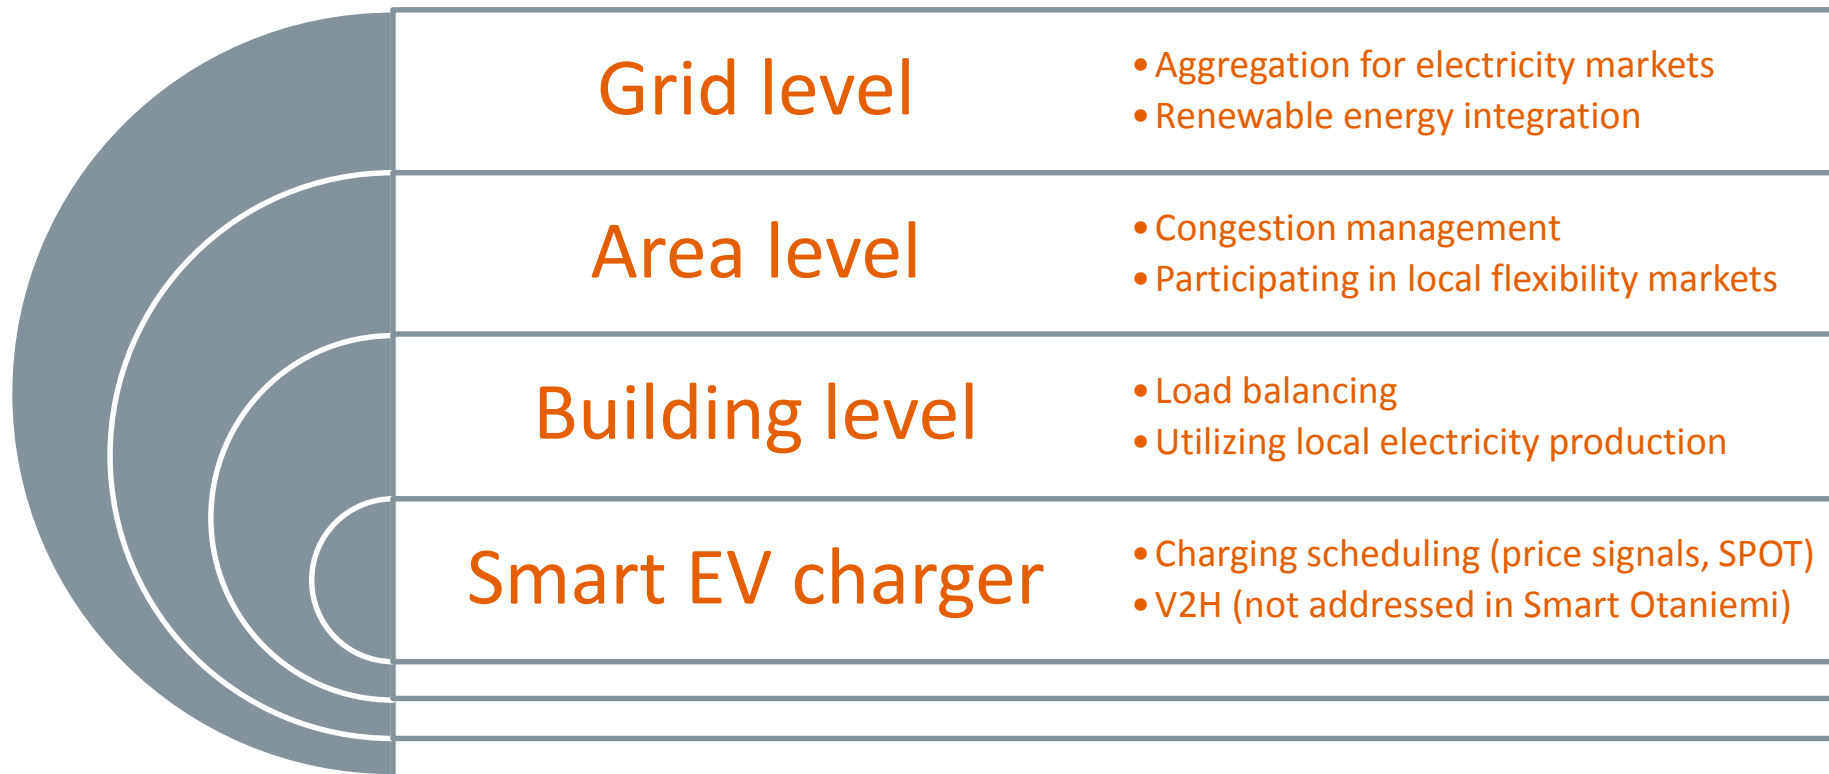 Grid level
• Aggregation for electricity markets
• Renewable energy integration
Area level
• Congestion management
• Participating in local flexibility markets
Building level
• Load balancing
• Utilizing local electricity production
Smart EV charger
• Charging scheduling (price signals, SPOT)
• V2H (not addressed in Smart Otaniemi)